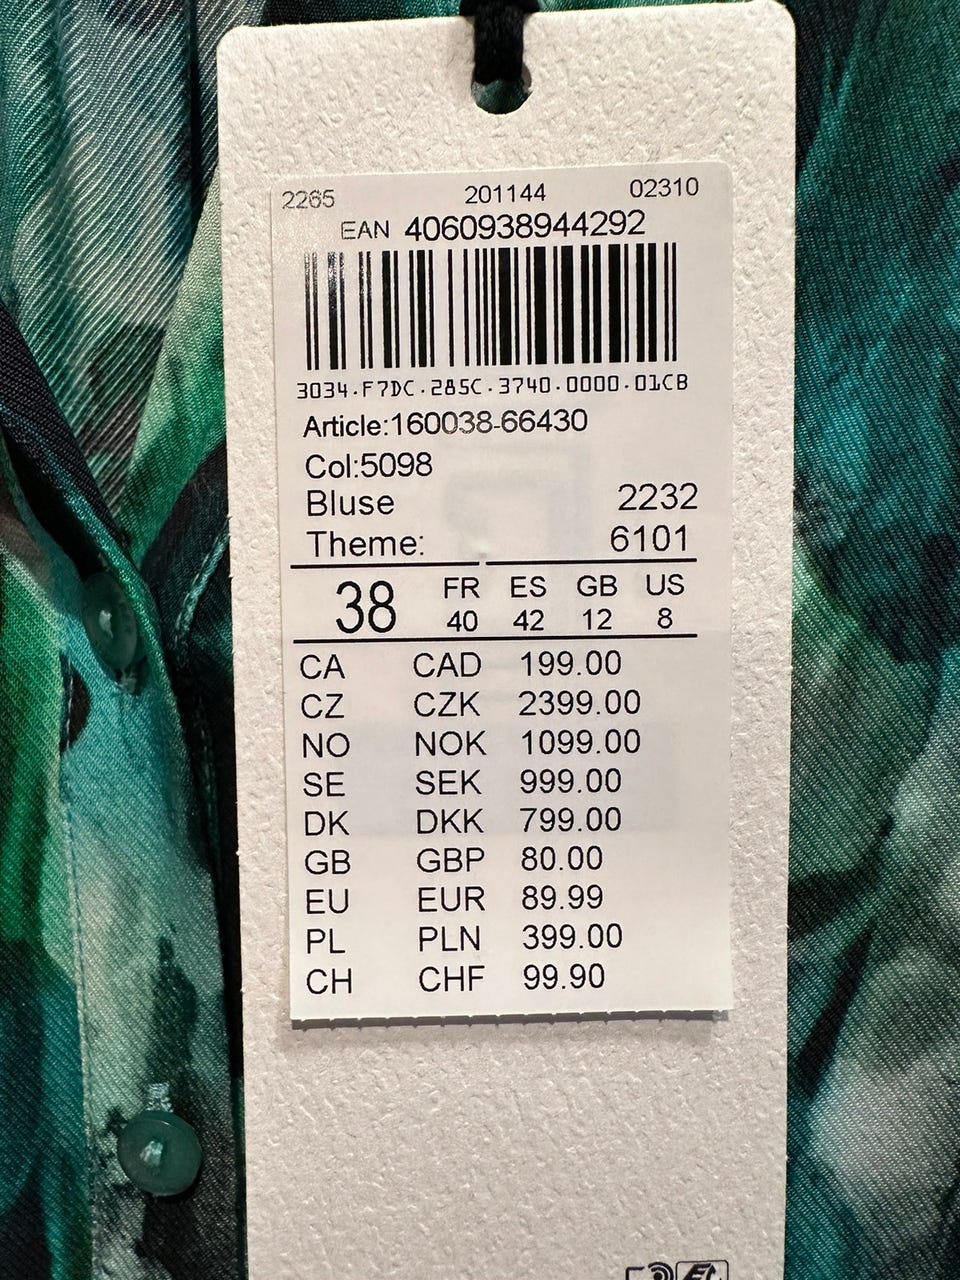 2265 201144 02310
EAN 4060938944292
3034.F7DC.285C.3740.0000.01CB
Article:160038-66430
Col:5098
Bluse 2232
Theme: 6101
38 FR ES GB US
40 42 12 8
CA CAD 199.00
CZ CZK 2399.00
NO NOK 1099.00
SE SEK 999.00
DK DKK 799.00
GB GBP 80.00
EU EUR 89.99
PL PLN 399.00
CH CHF 99.90